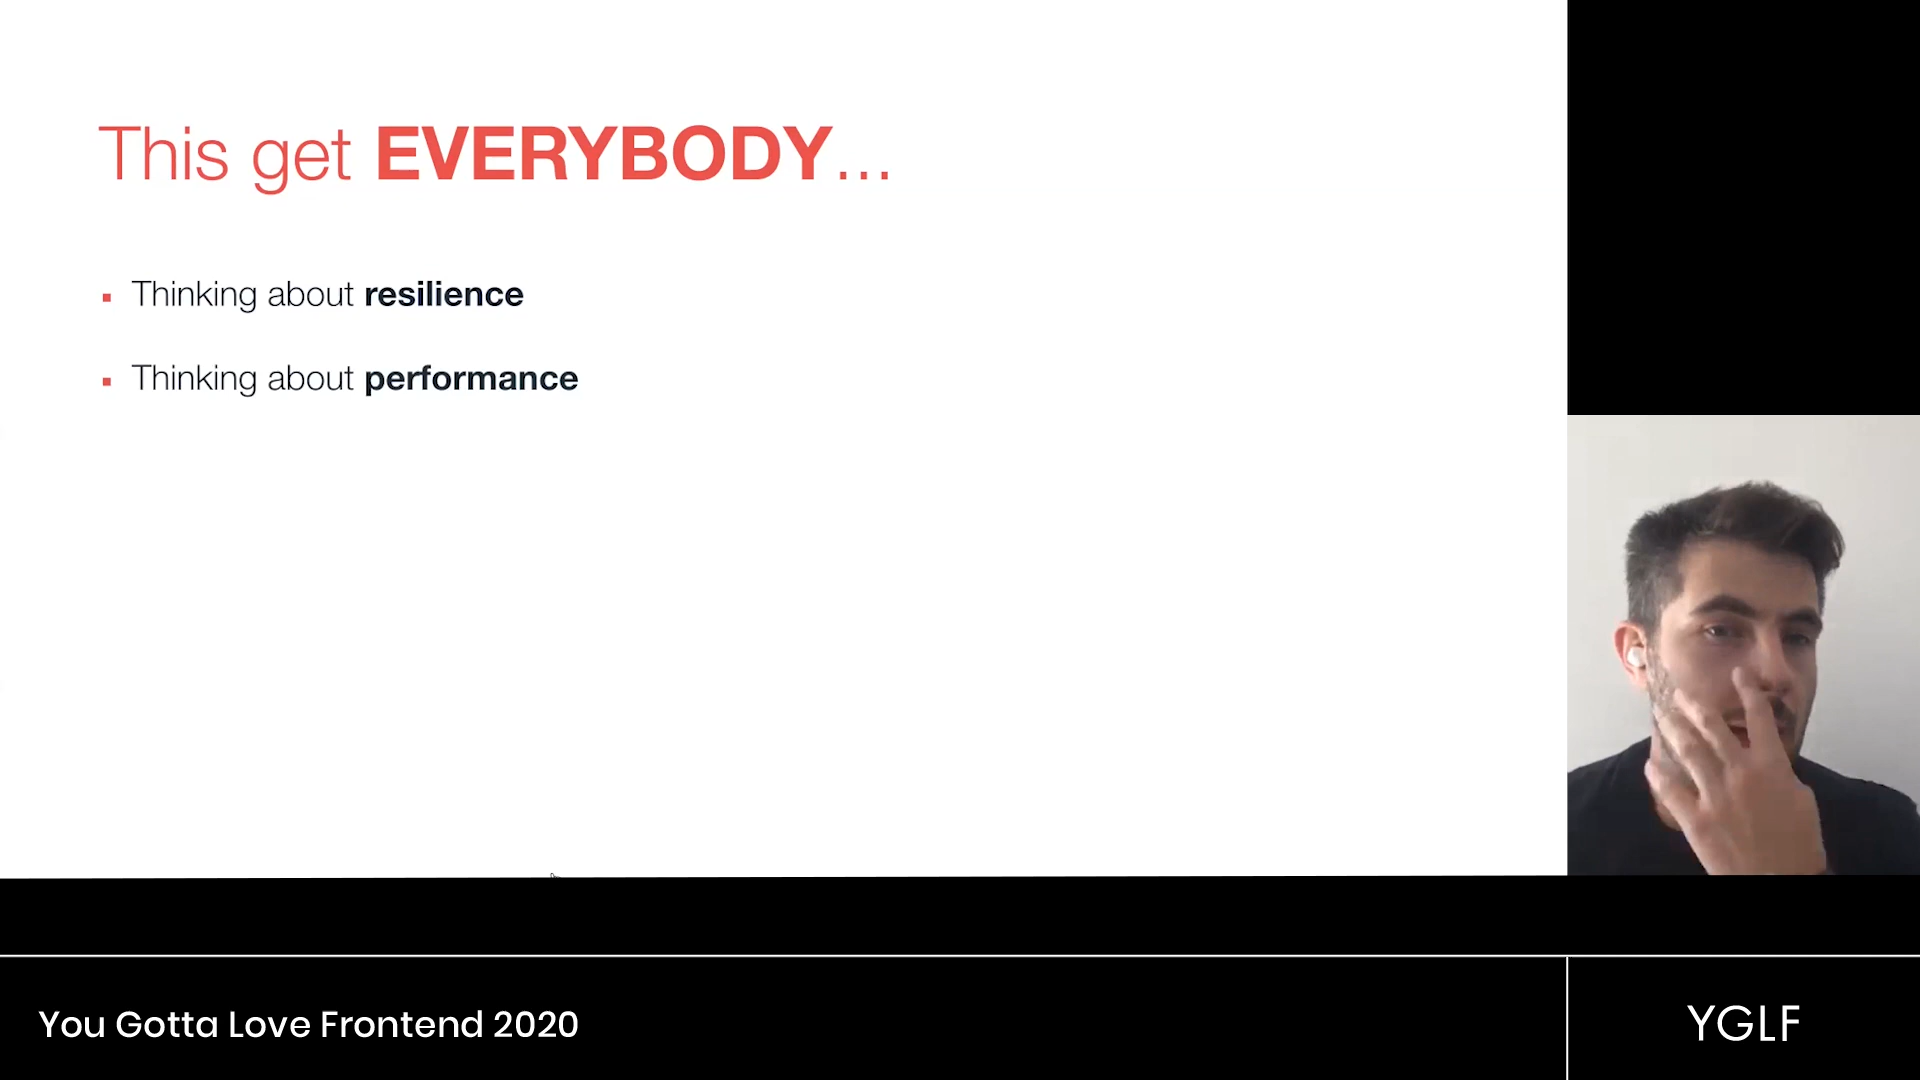 This get EVERYBODY...
Thinking about resilience
Thinking about performance
You Gotta Love Frontend 2020
YGLF